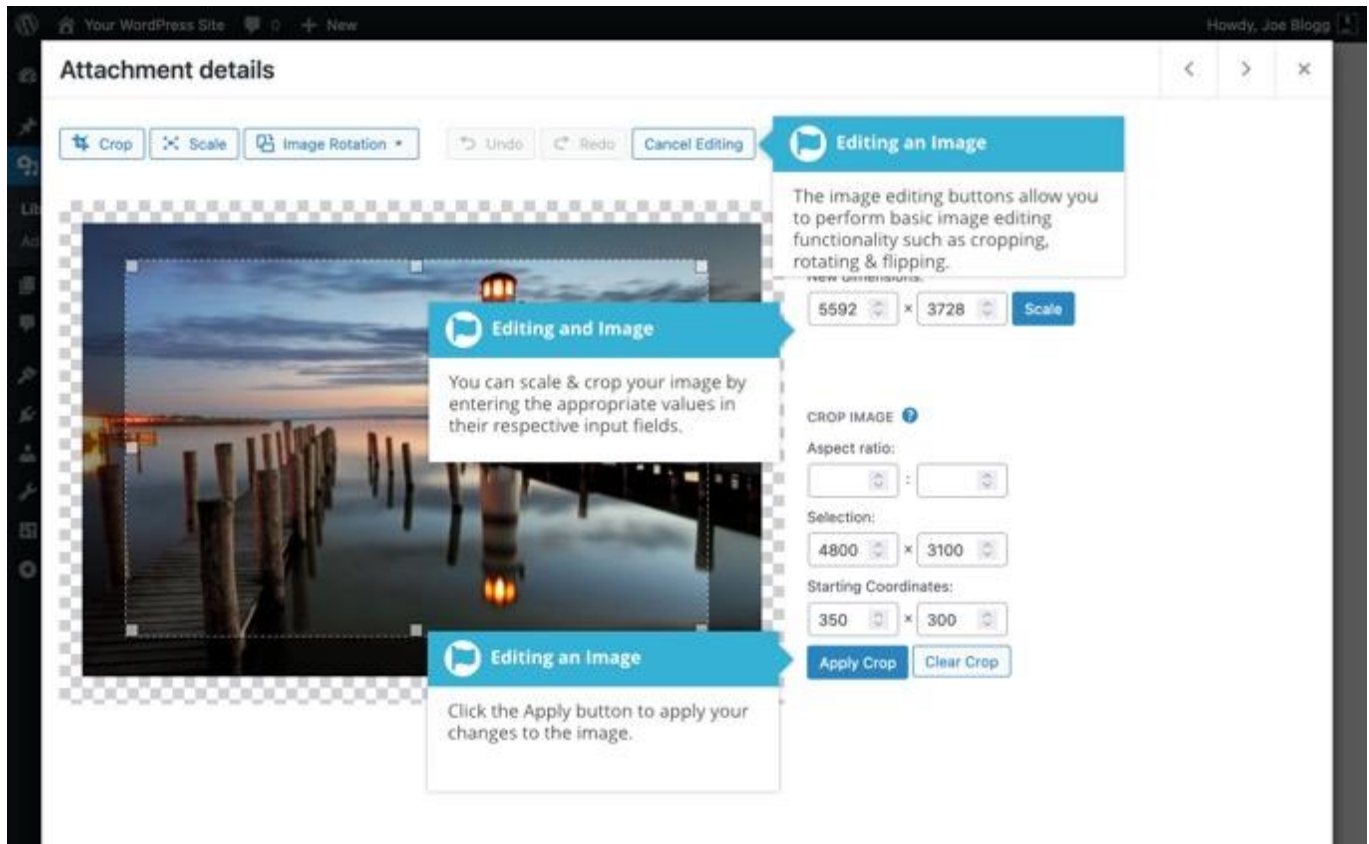 Your WordPress Site 0 + New
Howdy, Joe Blogg
Attachment details
Crop Scale Image Rotation Undo Redo Cancel Editing
Editing an Image
The image editing buttons allow you
to perform basic image editing
functionality such as cropping,
rotating & flipping.
New dimensions:
5592 × 3728 Scale
Editing and Image
You can scale & crop your image by
entering the appropriate values in
their respective input fields.
CROP IMAGE ?
Aspect ratio:
:
Selection:
4800 × 3100
Starting Coordinates:
350 × 300
Apply Crop Clear Crop
Editing an Image
Click the Apply button to apply your
changes to the image.